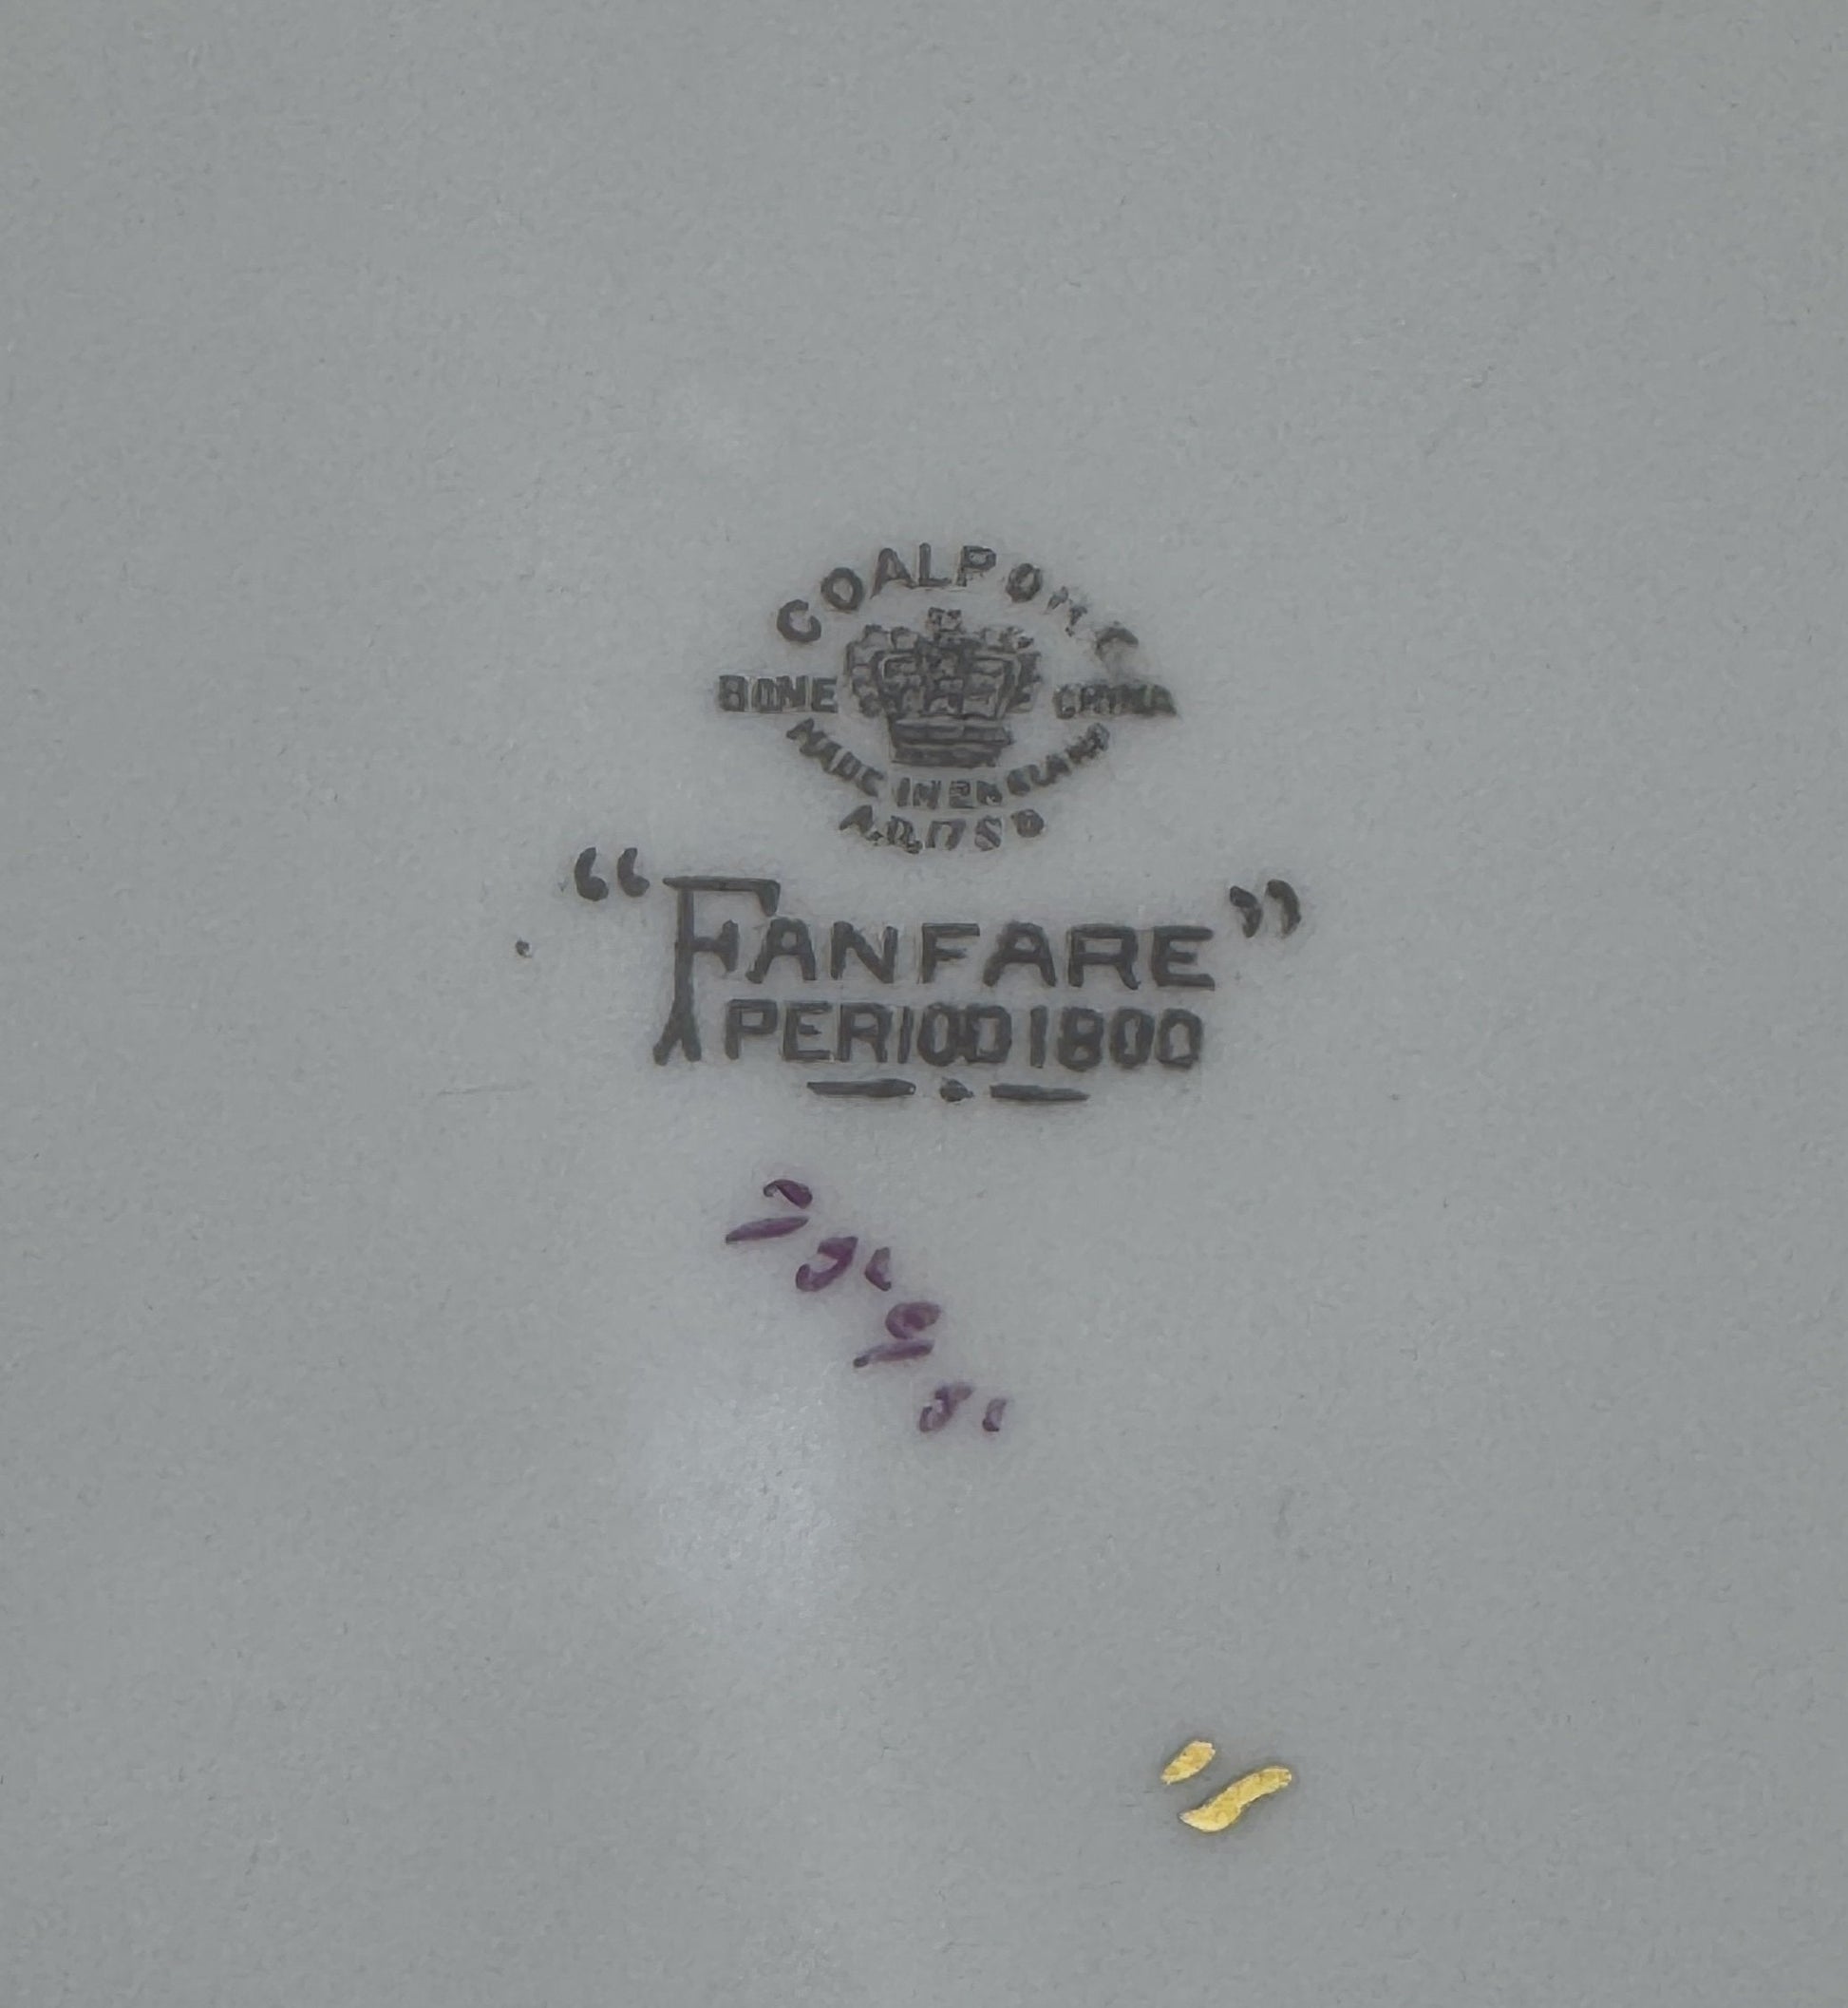 COALPORT
BONE CHINA
MADE IN ENGLAND
A.D. 1750
“FANFARE”
PERIOD 1800